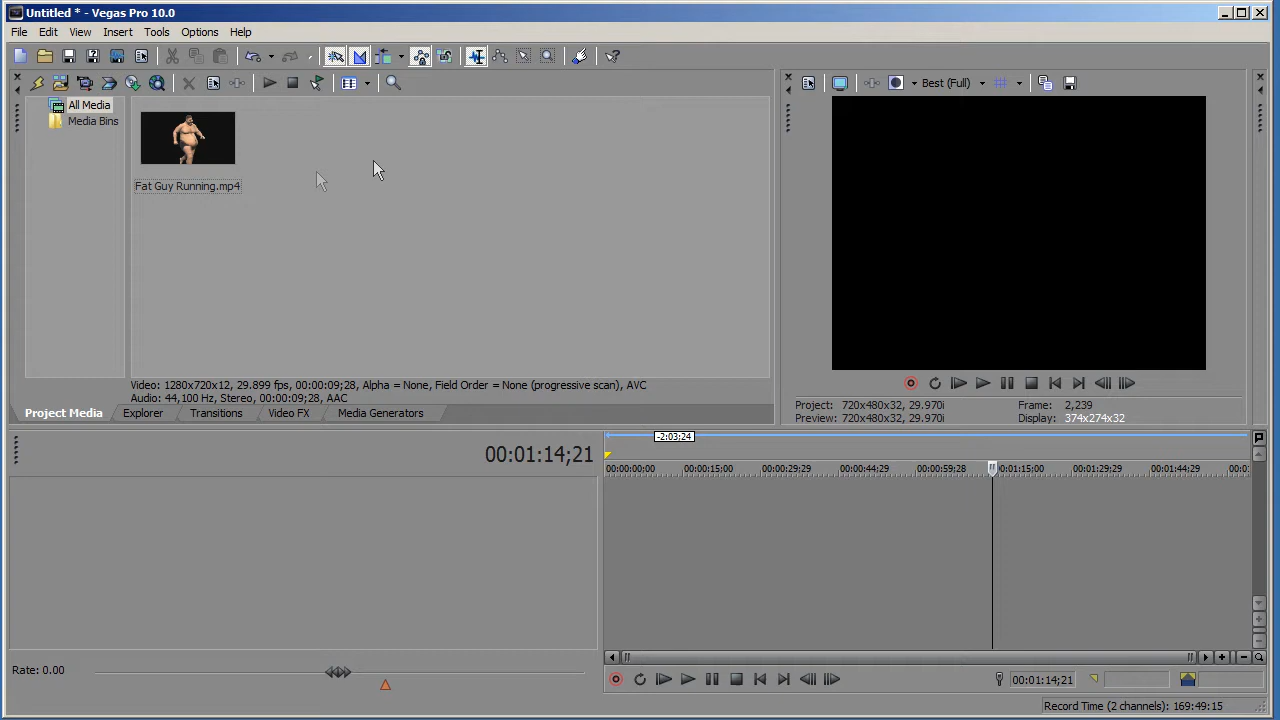 Untitled * - Vegas Pro 10.0
File Edit View Insert Tools Options Help
Best (Full)
All Media
Media Bins
Fat Guy Running.mp4
Video: 1280x720x12, 29.899 fps, 00:00:09;28, Alpha = None, Field Order = None (progressive scan), AVC
Audio: 44,100 Hz, Stereo, 00:00:09;28, AAC
Project Media Explorer Transitions Video FX Media Generators
Project: 720x480x32, 29.970i Frame: 2,239
Preview: 720x480x32, 29.970i Display: 374x274x32
-2:03;24
00:01:14;21
00:00:00;00 00:00:15;00 00:00:29;29 00:00:44;29 00:00:59;28 00:01:15;00 00:01:29;29 00:01:44;29 00:0
Rate: 0.00
00:01:14;21
Record Time (2 channels): 169:49:15